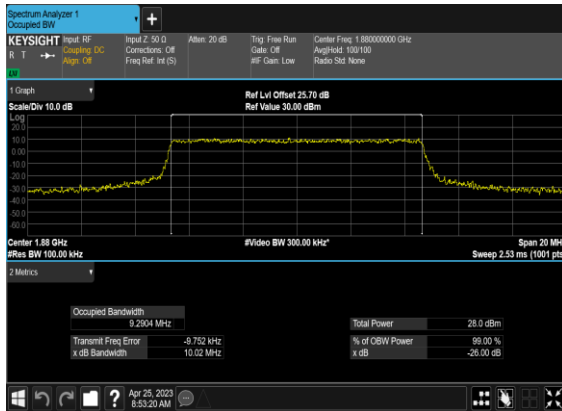 Spectrum Analyzer 1
Occupied BW
+
KEYSIGHT Input: RF Input Z: 50 Ω Atten: 20 dB Trig: Free Run Center Freq: 1.880000000 GHz
R T Coupling: DC Corrections: Off Gate: Off Avg|Hold: 100/100
Align: Off Freq Ref: Int (S) #IF Gain: Low Radio Std: None
1 Graph
Scale/Div 10.0 dB Ref Lvl Offset 25.70 dB
Ref Value 30.00 dBm
Log
20.0
10.0
0.00
-10.0
-20.0
-30.0
-40.0
-50.0
-60.0
Center 1.88 GHz #Video BW 300.00 kHz* Span 20 MH
#Res BW 100.00 kHz Sweep 2.53 ms (1001 pts
2 Metrics
Occupied Bandwidth
9.2904 MHz Total Power 28.0 dBm
Transmit Freq Error -9.752 kHz % of OBW Power 99.00 %
x dB Bandwidth 10.02 MHz x dB -26.00 dB
? Apr 25, 2023
8:53:20 AM